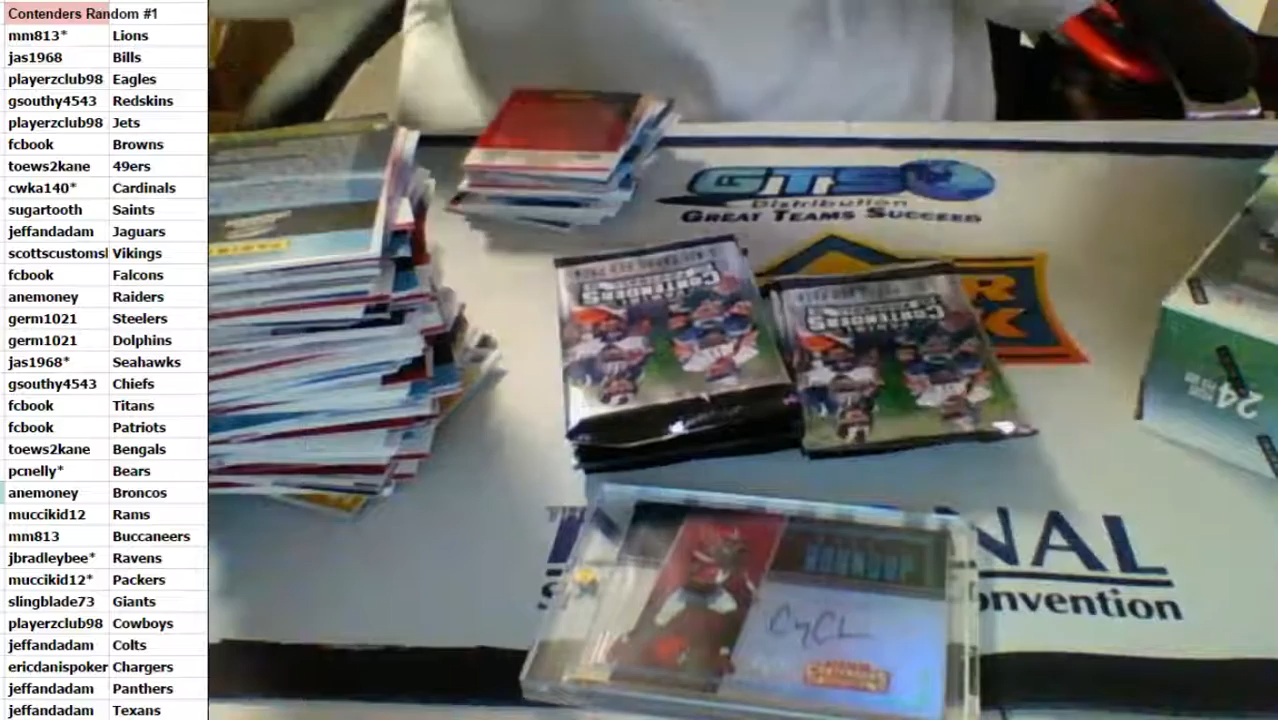 Contenders Random #1
mm813* Lions
jas1968 Bills
playerzclub98 Eagles
gsouthy4543 Redskins
playerzclub98 Jets
fcbook Browns
toews2kane 49ers
cwka140* Cardinals
sugartooth Saints
jeffandadam Jaguars
scottscustomsl Vikings
fcbook Falcons
anemoney Raiders
germ1021 Steelers
germ1021 Dolphins
jas1968* Seahawks
gsouthy4543 Chiefs
fcbook Titans
fcbook Patriots
toews2kane Bengals
pcnelly* Bears
anemoney Broncos
muccikid12 Rams
mm813 Buccaneers
jbradleybee* Ravens
muccikid12* Packers
slingblade73 Giants
playerzclub98 Cowboys
jeffandadam Colts
ericdanispoker Chargers
jeffandadam Panthers
jeffandadam Texans
GTS
Distribution
GREAT TEAMS SUCCEED
CONTENDERS
CONTENDERS
24
NAL
onvention